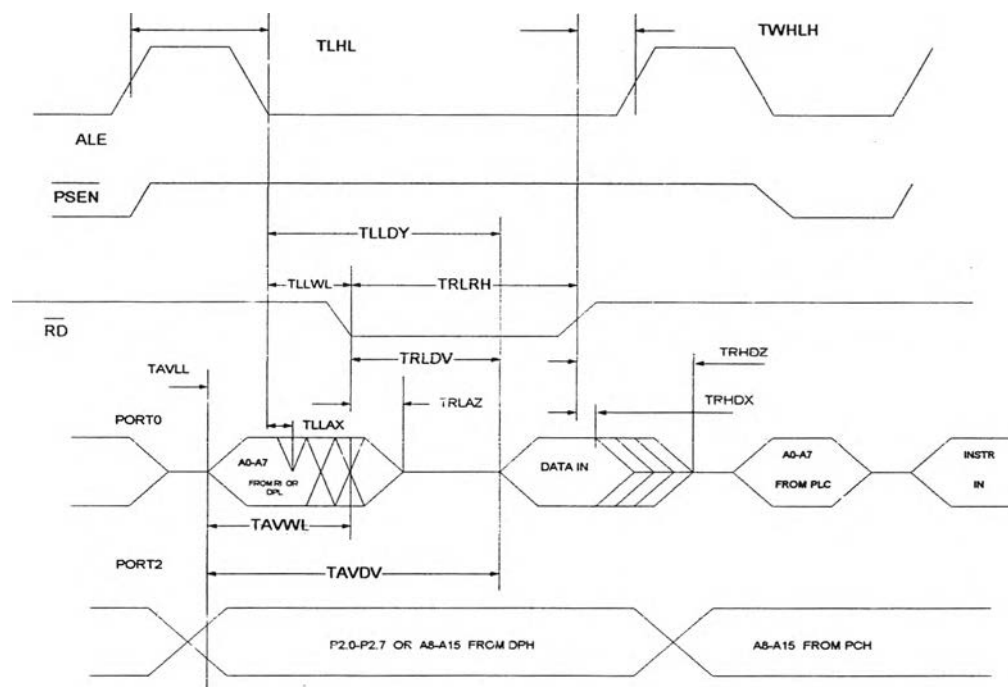 TLHL
TWHLH
ALE
PSEN
TLLDY
TLLWL
TRLRH
RD
TRLDV
TRHDZ
TAVLL
TRLAZ
TRHDX
PORT0
TLLAX
A0-A7
FROM RI OR
DPL
DATA IN
A0-A7
FROM PLC
INSTR
IN
TAVWL
PORT2
TAVDV
P2.0-P2.7 OR A8-A15 FROM DPH
A8-A15 FROM PCH